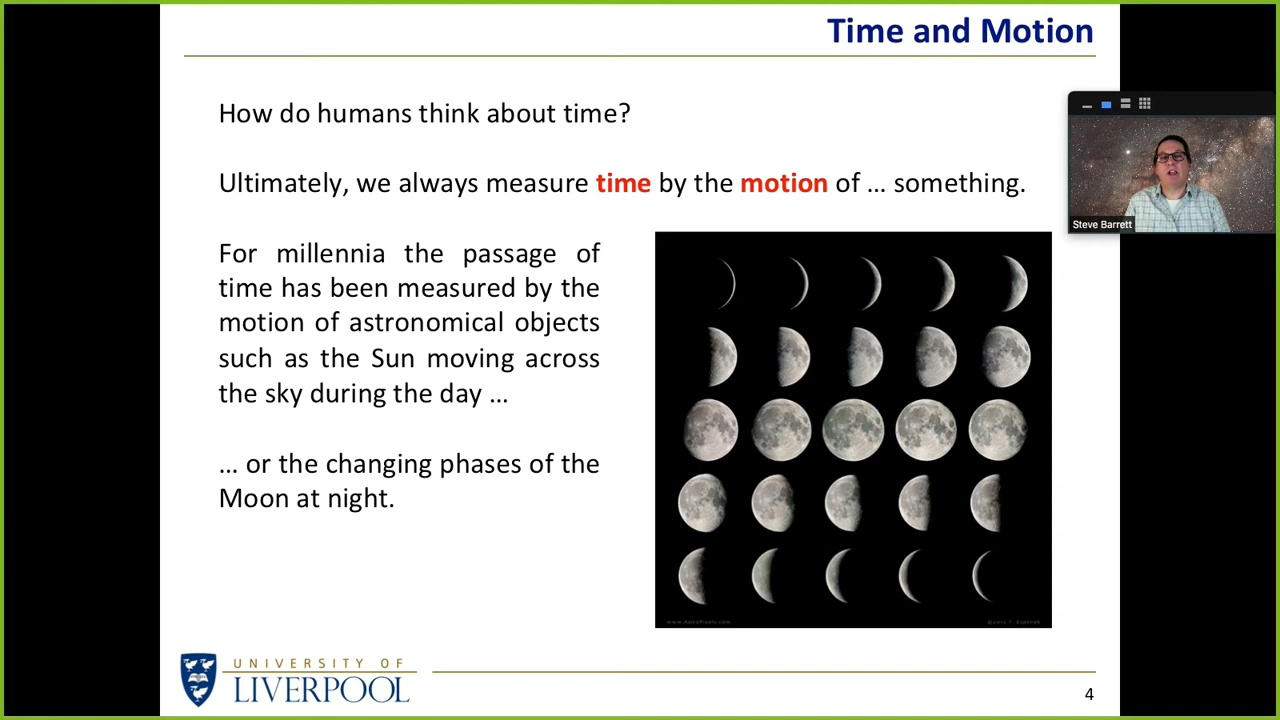 Time and Motion
How do humans think about time?
Ultimately, we always measure time by the motion of … something.
For millennia the passage of
time has been measured by the
motion of astronomical objects
such as the Sun moving across
the sky during the day …
… or the changing phases of the
Moon at night.
Steve Barrett
www.AstroPixels.com
UNIVERSITY OF
LIVERPOOL
4